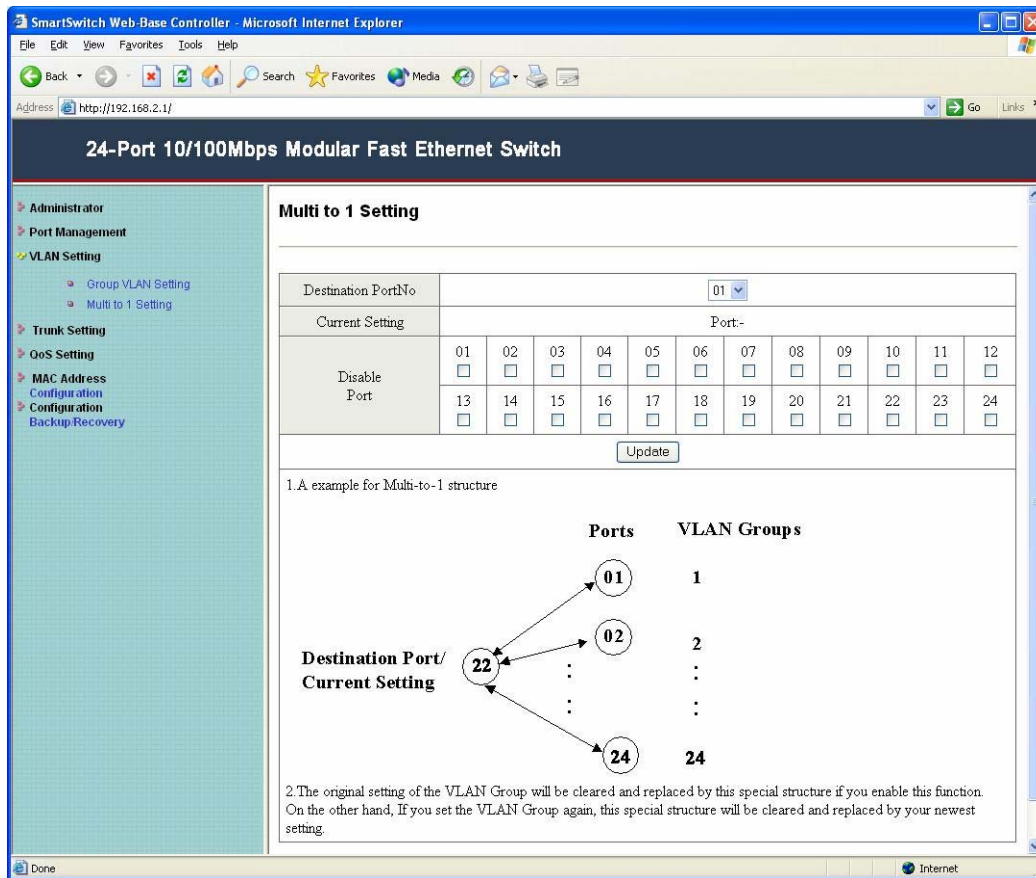 SmartSwitch Web-Base Controller - Microsoft Internet Explorer
File Edit View Favorites Tools Help
Back Search Favorites Media
Address http://192.168.2.1/ Go Links
24-Port 10/100Mbps Modular Fast Ethernet Switch
Administrator
Port Management
VLAN Setting
Group VLAN Setting
Multi to 1 Setting
Trunk Setting
QoS Setting
MAC Address
Configuration
Configuration
Backup/Recovery
Multi to 1 Setting
Destination PortNo 01
Current Setting Port:-
Disable
Port
01 02 03 04 05 06 07 08 09 10 11 12
13 14 15 16 17 18 19 20 21 22 23 24
Update
1.A example for Multi-to-1 structure
Ports VLAN Groups
01 1
02 2
Destination Port/
Current Setting
22
: :
: :
24 24
2.The original setting of the VLAN Group will be cleared and replaced by this special structure if you enable this function.
On the other hand, If you set the VLAN Group again, this special structure will be cleared and replaced by your newest
setting.
Done Internet